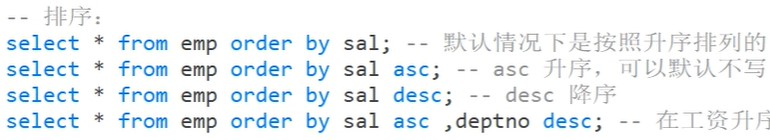 -- 排序：
select * from emp order by sal; -- 默认情况下是按照升序排列的
select * from emp order by sal asc; -- asc 升序，可以默认不写
select * from emp order by sal desc; -- desc 降序
select * from emp order by sal asc ,deptno desc; -- 在工资升